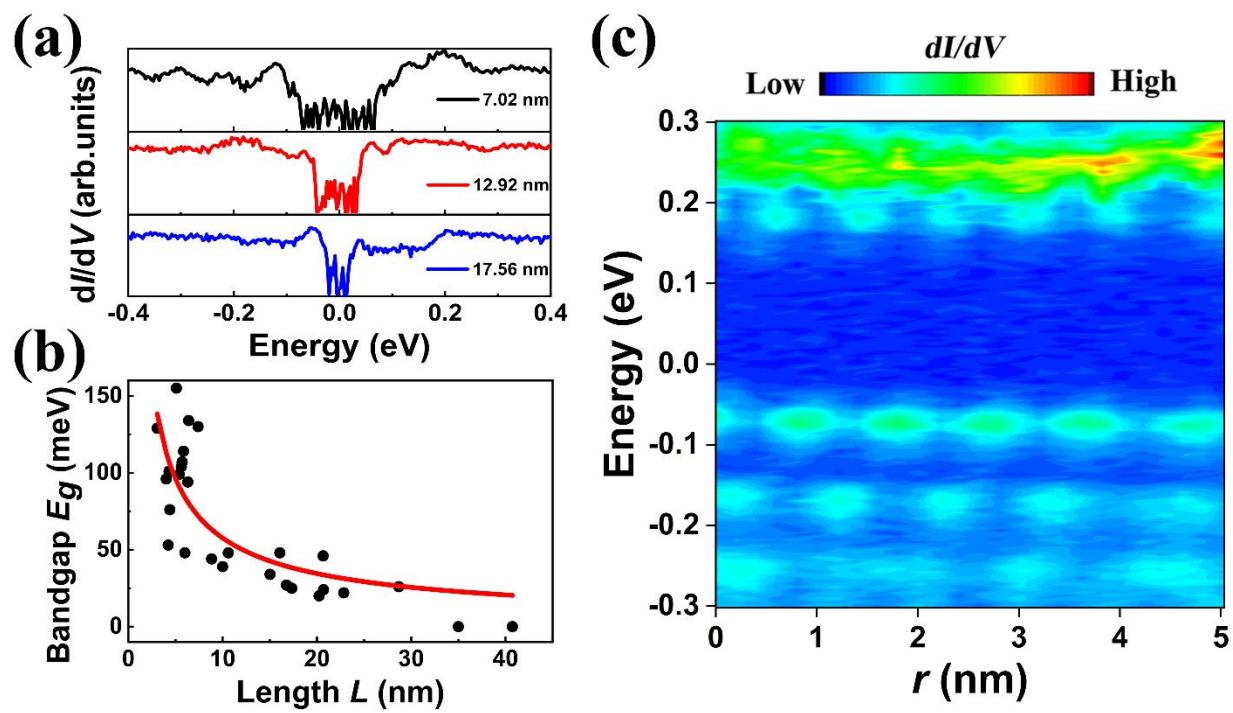 (a)
dI/dV (arb.units)
7.02 nm
12.92 nm
17.56 nm
-0.4 -0.2 0.0 0.2 0.4
Energy (eV)
(b)
Bandgap Eg (meV)
150
100
50
0
0 10 20 30 40
Length L (nm)
(c)
dI/dV
Low High
Energy (eV)
0.3
0.2
0.1
0.0
-0.1
-0.2
-0.3
0 1 2 3 4 5
r (nm)